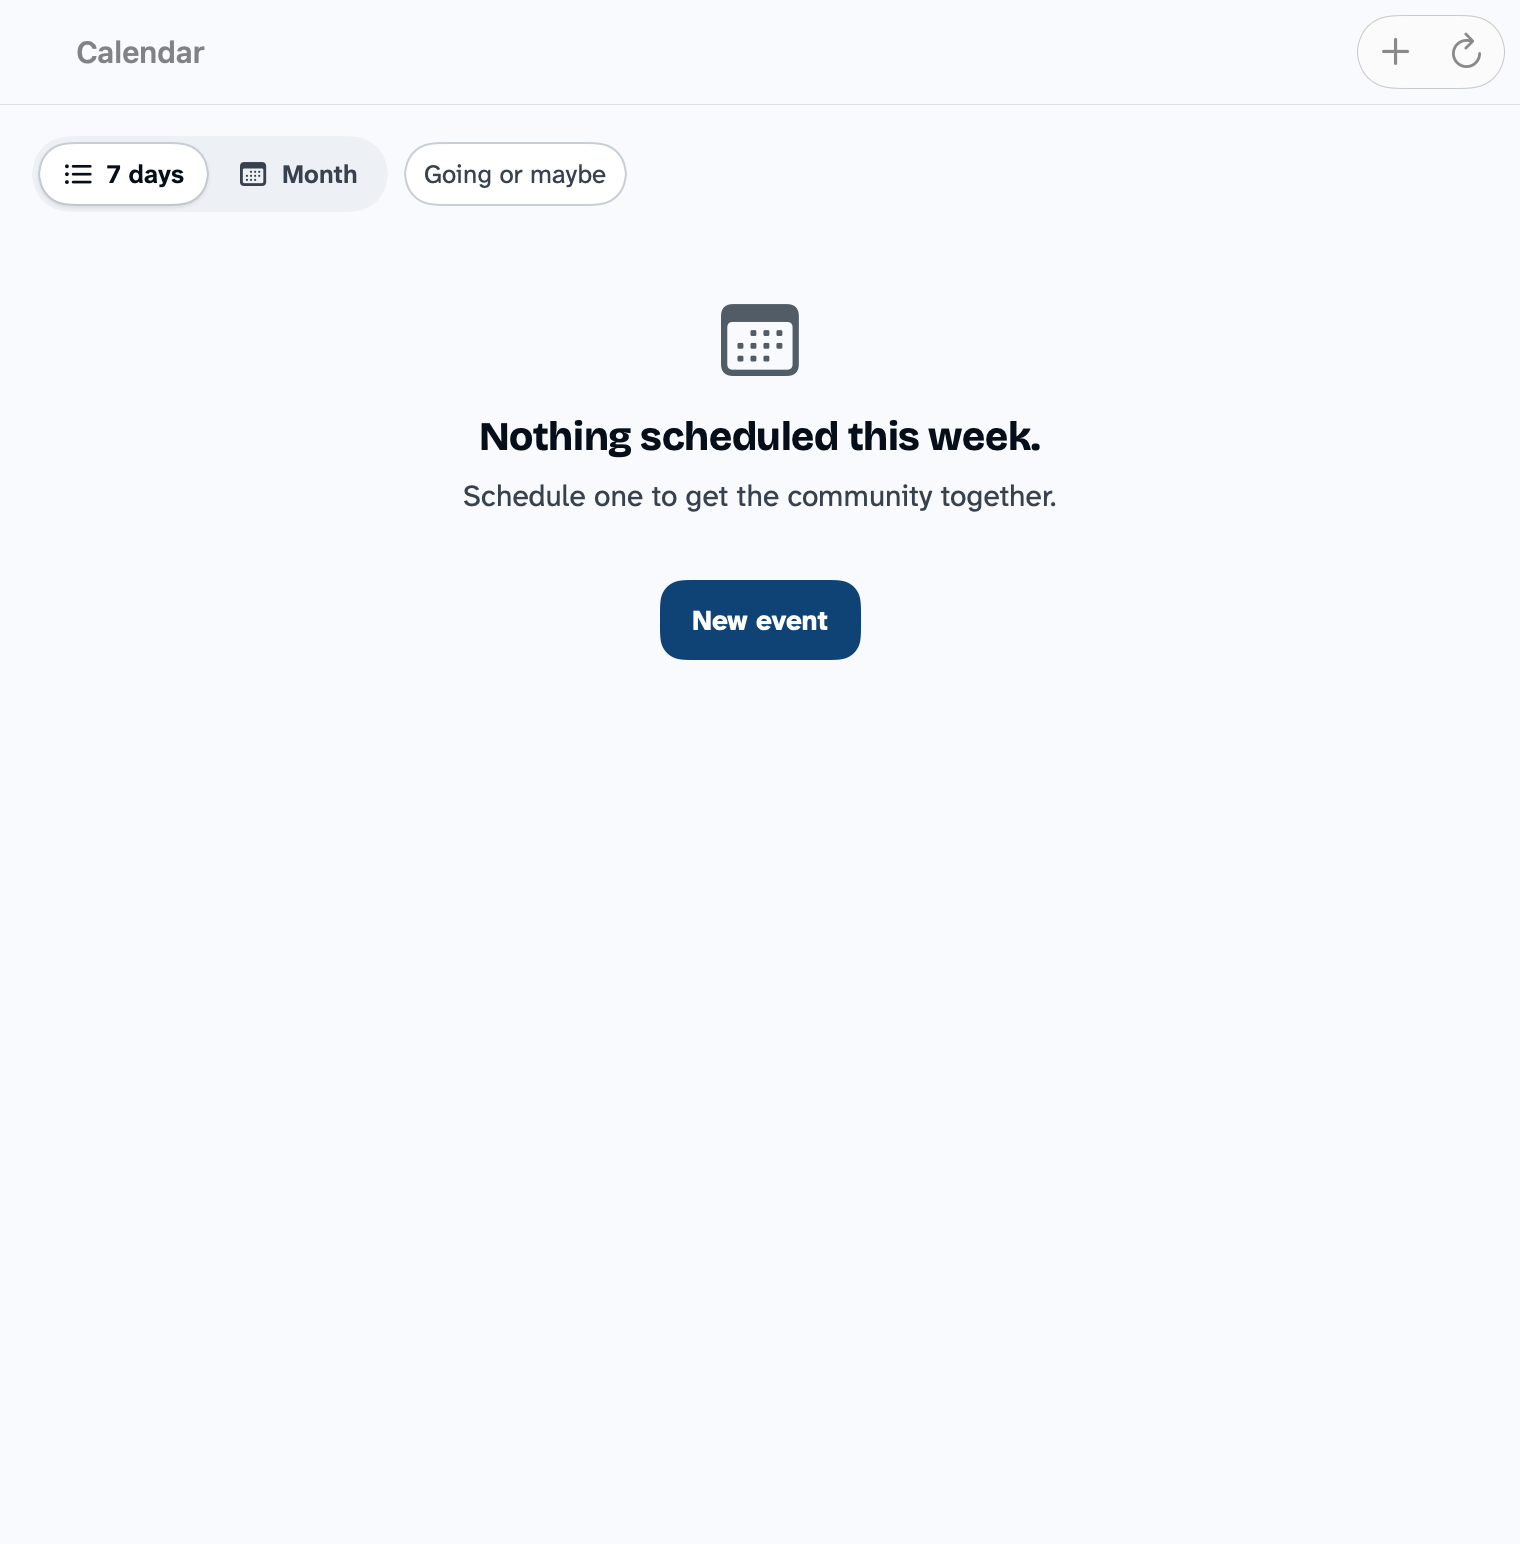 Calendar
7 days
Month
Going or maybe
Nothing scheduled this week.
Schedule one to get the community together.
New event